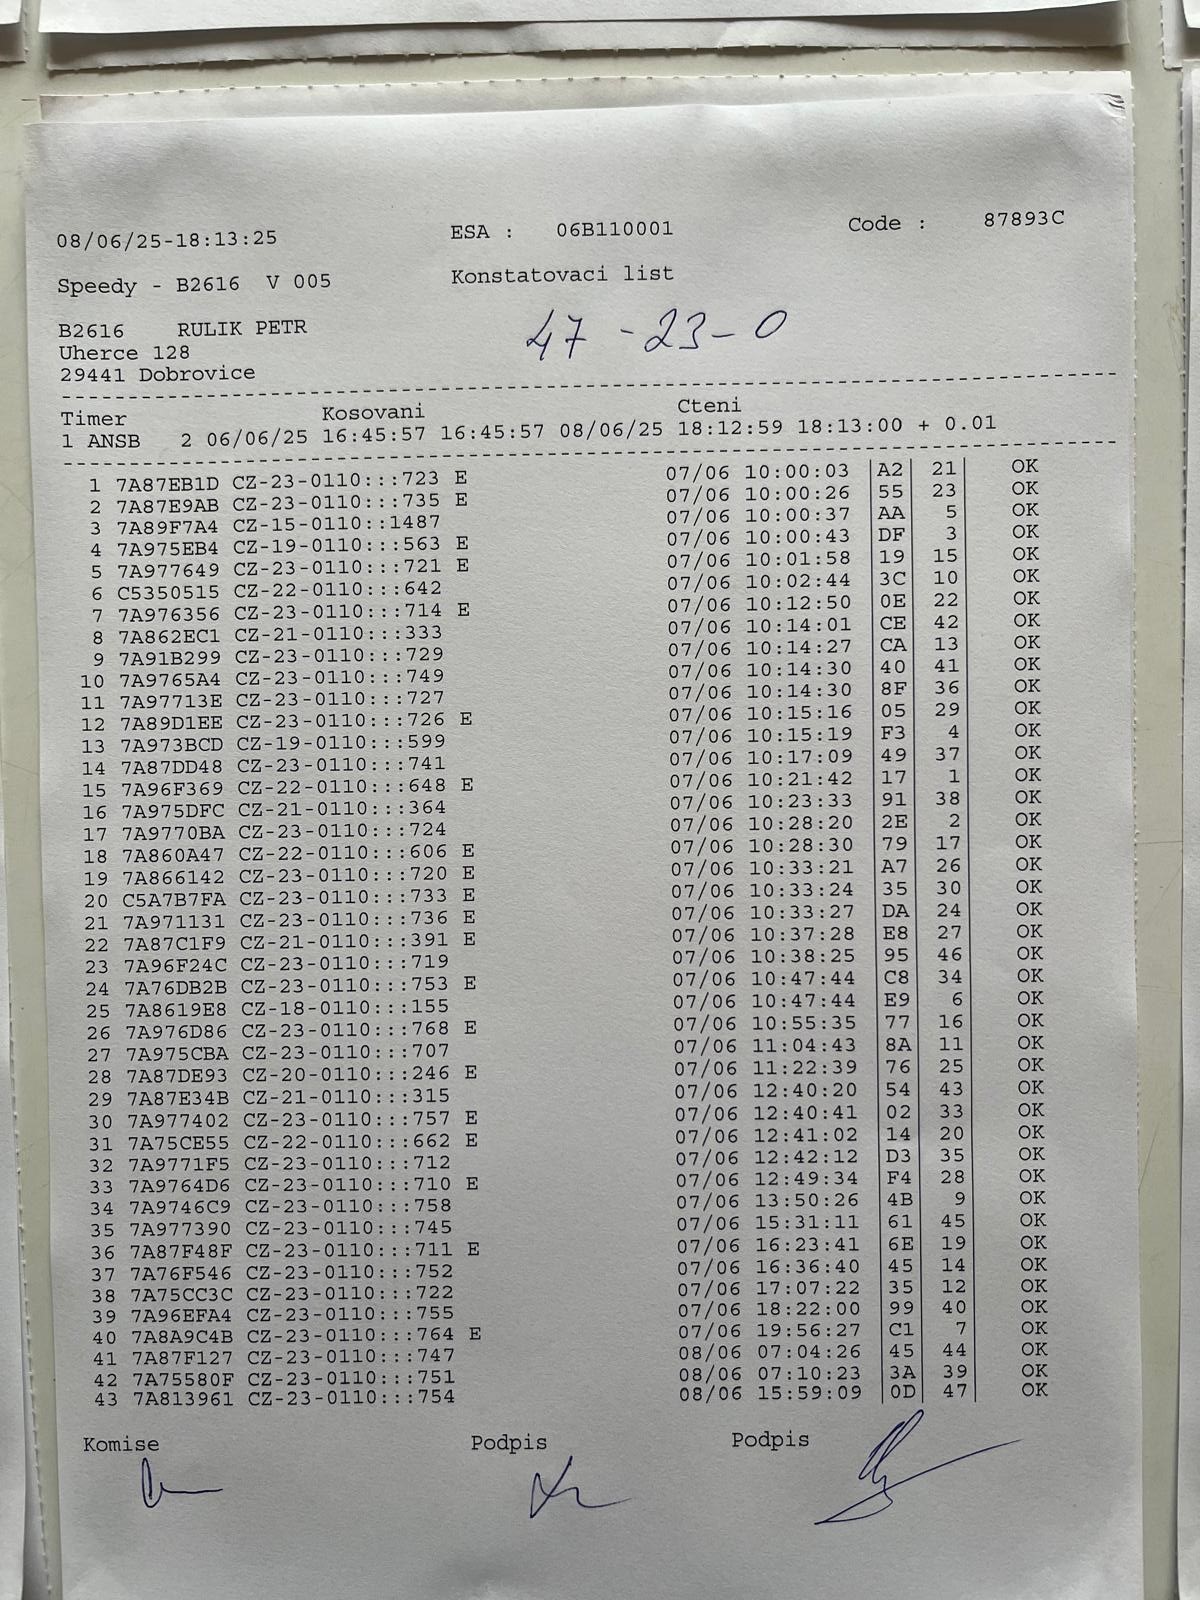 08/06/25-18:13:25 ESA : 06B110001 Code : 87893C
Speedy - B2616 V 005 Konstatovaci list
B2616 RULIK PETR
47 - 23 - 0
Uherce 128
29441 Dobrovice
Timer Kosovani Cteni
1 ANSB 2 06/06/25 16:45:57 16:45:57 08/06/25 18:12:59 18:13:00 + 0.01
1 7A87EB1D CZ-23-0110:::723 E 07/06 10:00:03 A2 21 OK
2 7A87E9AB CZ-23-0110:::735 E 07/06 10:00:26 55 23 OK
3 7A89F7A4 CZ-15-0110::1487 07/06 10:00:37 AA 5 OK
4 7A975EB4 CZ-19-0110:::563 E 07/06 10:00:43 DF 3 OK
5 7A977649 CZ-23-0110:::721 E 07/06 10:01:58 19 15 OK
6 C5350515 CZ-22-0110:::642 07/06 10:02:44 3C 10 OK
7 7A976356 CZ-23-0110:::714 E 07/06 10:12:50 0E 22 OK
8 7A862EC1 CZ-21-0110:::333 07/06 10:14:01 CE 42 OK
9 7A91B299 CZ-23-0110:::729 07/06 10:14:27 CA 13 OK
10 7A9765A4 CZ-23-0110:::749 07/06 10:14:30 40 41 OK
11 7A97713E CZ-23-0110:::727 07/06 10:14:30 8F 36 OK
12 7A89D1EE CZ-23-0110:::726 E 07/06 10:15:16 05 29 OK
13 7A973BCD CZ-19-0110:::599 07/06 10:15:19 F3 4 OK
14 7A87DD48 CZ-23-0110:::741 07/06 10:17:09 49 37 OK
15 7A96F369 CZ-22-0110:::648 E 07/06 10:21:42 17 1 OK
16 7A975DFC CZ-21-0110:::364 07/06 10:23:33 91 38 OK
17 7A9770BA CZ-23-0110:::724 07/06 10:28:20 2E 2 OK
18 7A860A47 CZ-22-0110:::606 E 07/06 10:28:30 79 17 OK
19 7A866142 CZ-23-0110:::720 E 07/06 10:33:21 A7 26 OK
20 C5A7B7FA CZ-23-0110:::733 E 07/06 10:33:24 35 30 OK
21 7A971131 CZ-23-0110:::736 E 07/06 10:33:27 DA 24 OK
22 7A87C1F9 CZ-21-0110:::391 E 07/06 10:37:28 E8 27 OK
23 7A96F24C CZ-23-0110:::719 07/06 10:38:25 95 46 OK
24 7A76DB2B CZ-23-0110:::753 E 07/06 10:47:44 C8 34 OK
25 7A8619E8 CZ-18-0110:::155 07/06 10:47:44 E9 6 OK
26 7A976D86 CZ-23-0110:::768 E 07/06 10:55:35 77 16 OK
27 7A975CBA CZ-23-0110:::707 07/06 11:04:43 8A 11 OK
28 7A87DE93 CZ-20-0110:::246 E 07/06 11:22:39 76 25 OK
29 7A87E34B CZ-21-0110:::315 07/06 12:40:20 54 43 OK
30 7A977402 CZ-23-0110:::757 E 07/06 12:40:41 02 33 OK
31 7A75CE55 CZ-22-0110:::662 E 07/06 12:41:02 14 20 OK
32 7A9771F5 CZ-23-0110:::712 07/06 12:42:12 D3 35 OK
33 7A9764D6 CZ-23-0110:::710 E 07/06 12:49:34 F4 28 OK
34 7A9746C9 CZ-23-0110:::758 07/06 13:50:26 4B 9 OK
35 7A977390 CZ-23-0110:::745 07/06 15:31:11 61 45 OK
36 7A87F48F CZ-23-0110:::711 E 07/06 16:23:41 6E 19 OK
37 7A76F546 CZ-23-0110:::752 07/06 16:36:40 45 14 OK
38 7A75CC3C CZ-23-0110:::722 07/06 17:07:22 35 12 OK
39 7A96EFA4 CZ-23-0110:::755 07/06 18:22:00 99 40 OK
40 7A8A9C4B CZ-23-0110:::764 E 07/06 19:56:27 C1 7 OK
41 7A87F127 CZ-23-0110:::747 08/06 07:04:26 45 44 OK
42 7A75580F CZ-23-0110:::751 08/06 07:10:23 3A 39 OK
43 7A813961 CZ-23-0110:::754 08/06 15:59:09 0D 47 OK
Komise Podpis Podpis